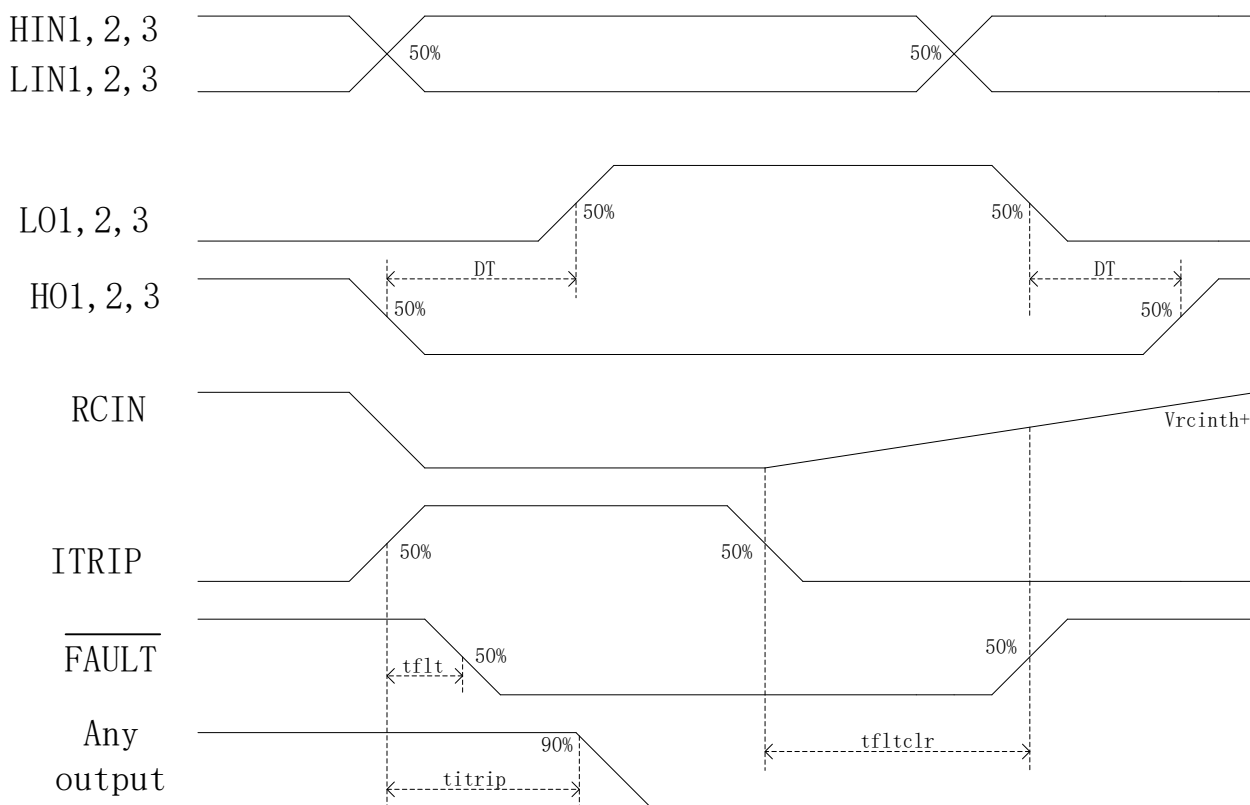 HIN1,2,3
50%
50%
LIN1,2,3
LO1,2,3
50%
50%
DT
DT
HO1,2,3
50%
50%
RCIN
Vrcinth+
ITRIP
50%
50%
FAULT
tflt
50%
50%
Any
output
90%
titrip
tfltclr